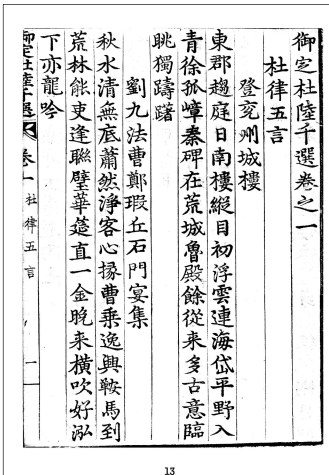 御定杜陸千選卷之一
杜律五言
登兗州城樓
東郡趨庭日南樓縱目初浮雲連海岱平野入
青徐孤嶂秦碑在荒城魯殿餘從來多古意臨
眺獨躊躇
劉九法曹鄭瑕丘石門宴集
秋水清無底蕭然淨客心掾曹乗逸興鞍馬到
荒林能吏逢聯璧華筵直一金晩来横吹好泓
下亦龍吟
御定杜陸千選 卷一 杜律五言 一
13